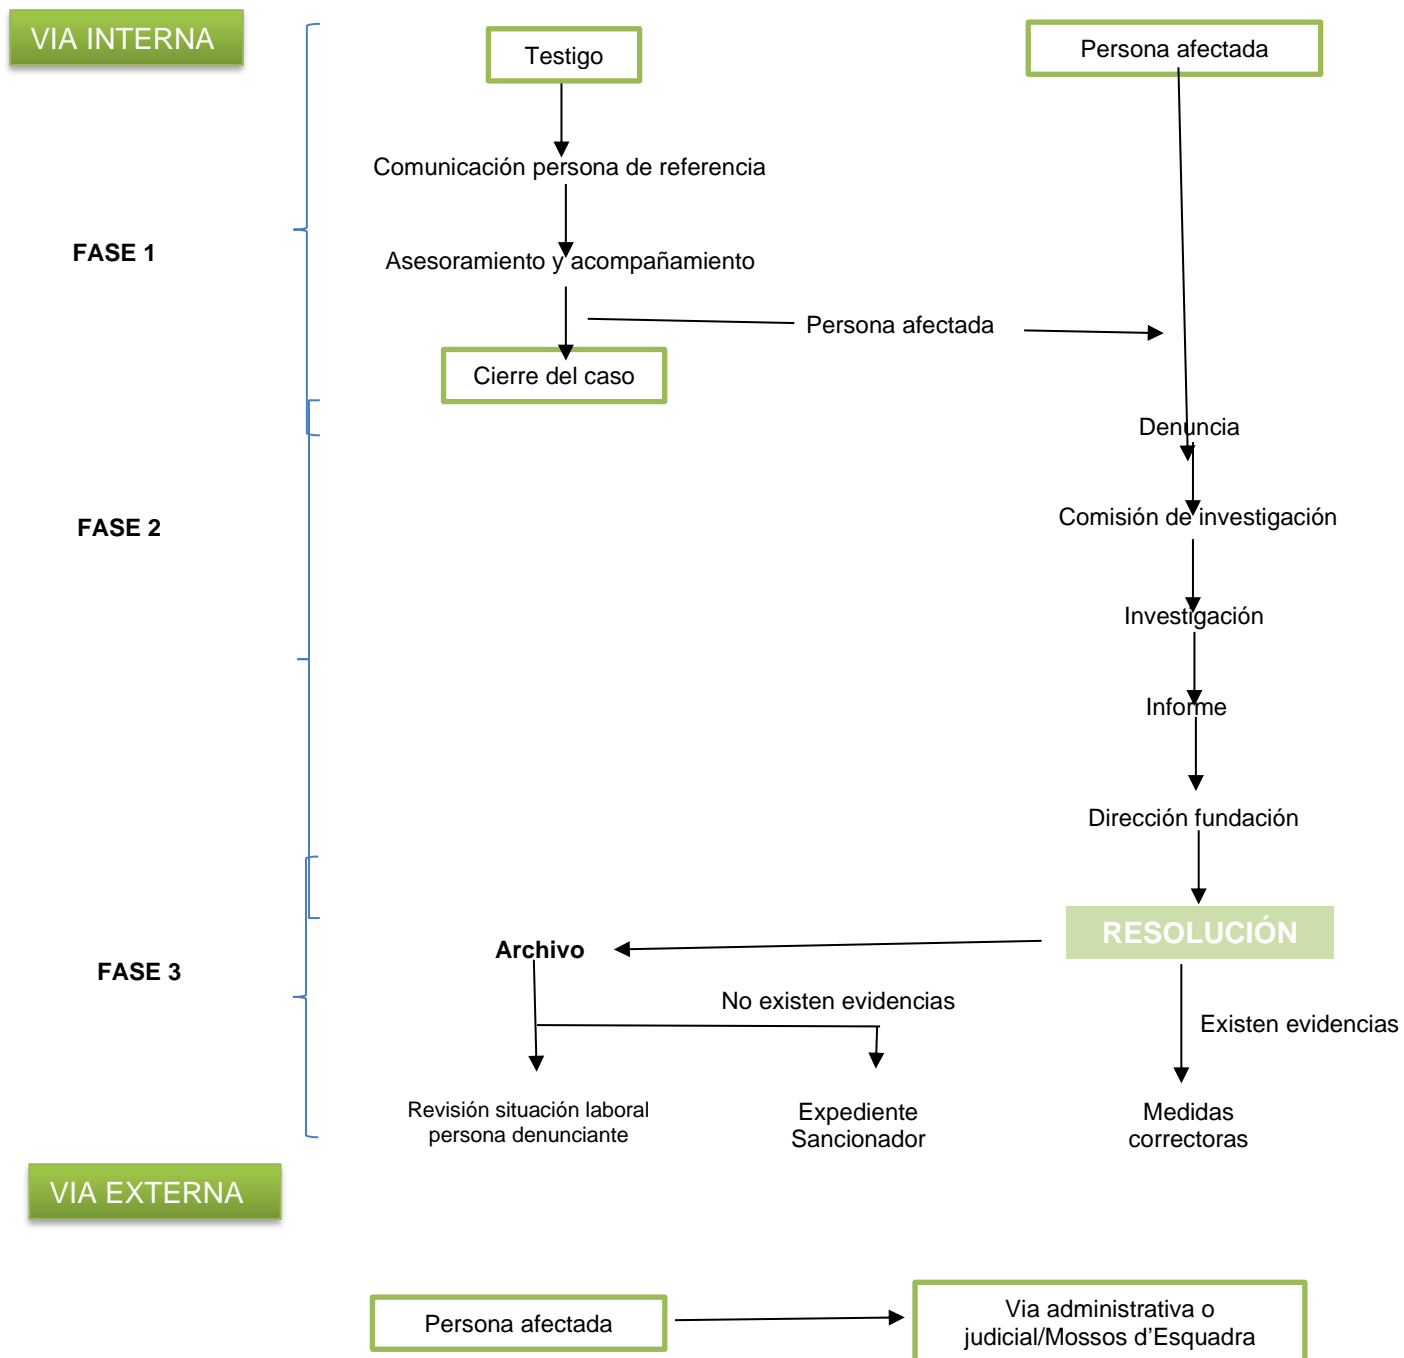 VIA INTERNA
Testigo
Persona afectada
Comunicación persona de referencia
FASE 1
Asesoramiento y acompañamiento
Persona afectada
Cierre del caso
Denuncia
FASE 2
Comisión de investigación
Investigación
Informe
Dirección fundación
RESOLUCIÓN
Archivo
FASE 3
No existen evidencias
Existen evidencias
Revisión situación laboral
persona denunciante
Expediente
Sancionador
Medidas
correctoras
VIA EXTERNA
Persona afectada
Via administrativa o
judicial/Mossos d’Esquadra